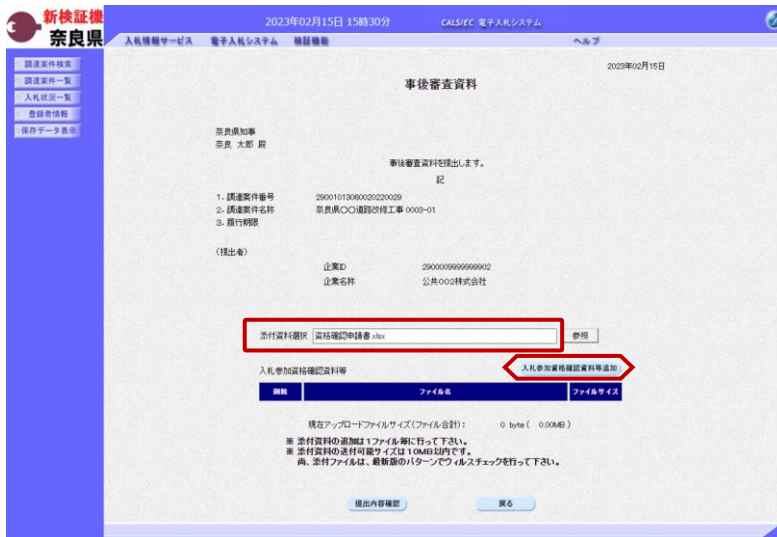 新検証機
奈良県
2023年02月15日 15時30分
CALS/EC 電子入札システム
入札情報サービス 電子入札システム 検証機能 ヘルプ
調達案件検索
調達案件一覧
入札状況一覧
登録者情報
保存データ表示
2023年02月15日
事後審査資料
奈良県知事
奈良 太郎 殿
事後審査資料を提出します。
記
1. 調達案件番号 29001013060020220029
2. 調達案件名称 奈良県〇〇道路改修工事 0003-01
3. 履行期限
(提出者)
企業ID 2900009999999902
企業名称 公共002株式会社
添付資料選択 資格確認申請書.xlsx 参照
入札参加資格確認資料等 入札参加資格確認資料等追加
削除 ファイル名 ファイルサイズ
現在アップロードファイルサイズ(ファイル合計): 0 byte ( 0.00MB )
※ 添付資料の追加は1ファイル毎に行って下さい。
※ 添付資料の送付可能サイズは10MB以内です。
尚、添付ファイルは、最新版のパターンでウィルスチェックを行って下さい。
提出内容確認 戻る